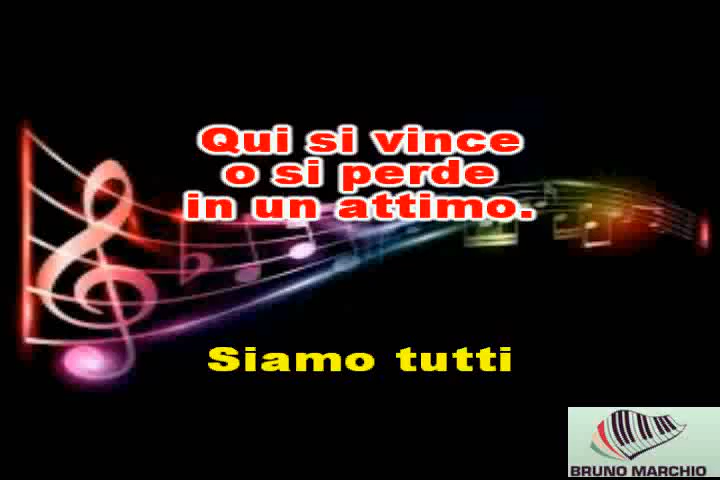 Qui si vince
o si perde
in un attimo.
Siamo tutti
BRUNO MARCHIO